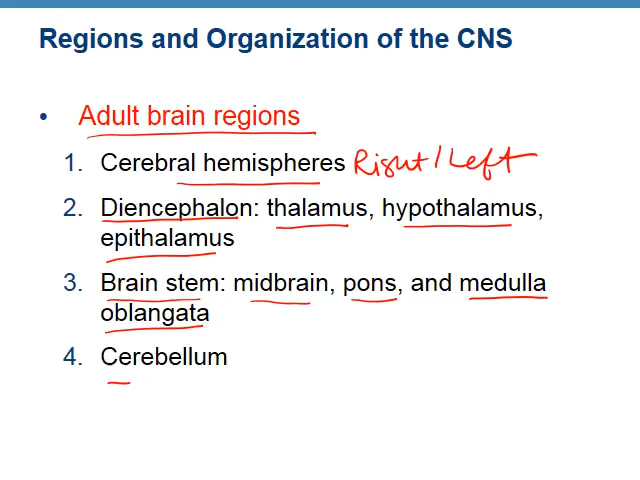 Regions and Organization of the CNS
• Adult brain regions
1. Cerebral hemispheres Right/Left
2. Diencephalon: thalamus, hypothalamus,
epithalamus
3. Brain stem: midbrain, pons, and medulla
oblangata
4. Cerebellum